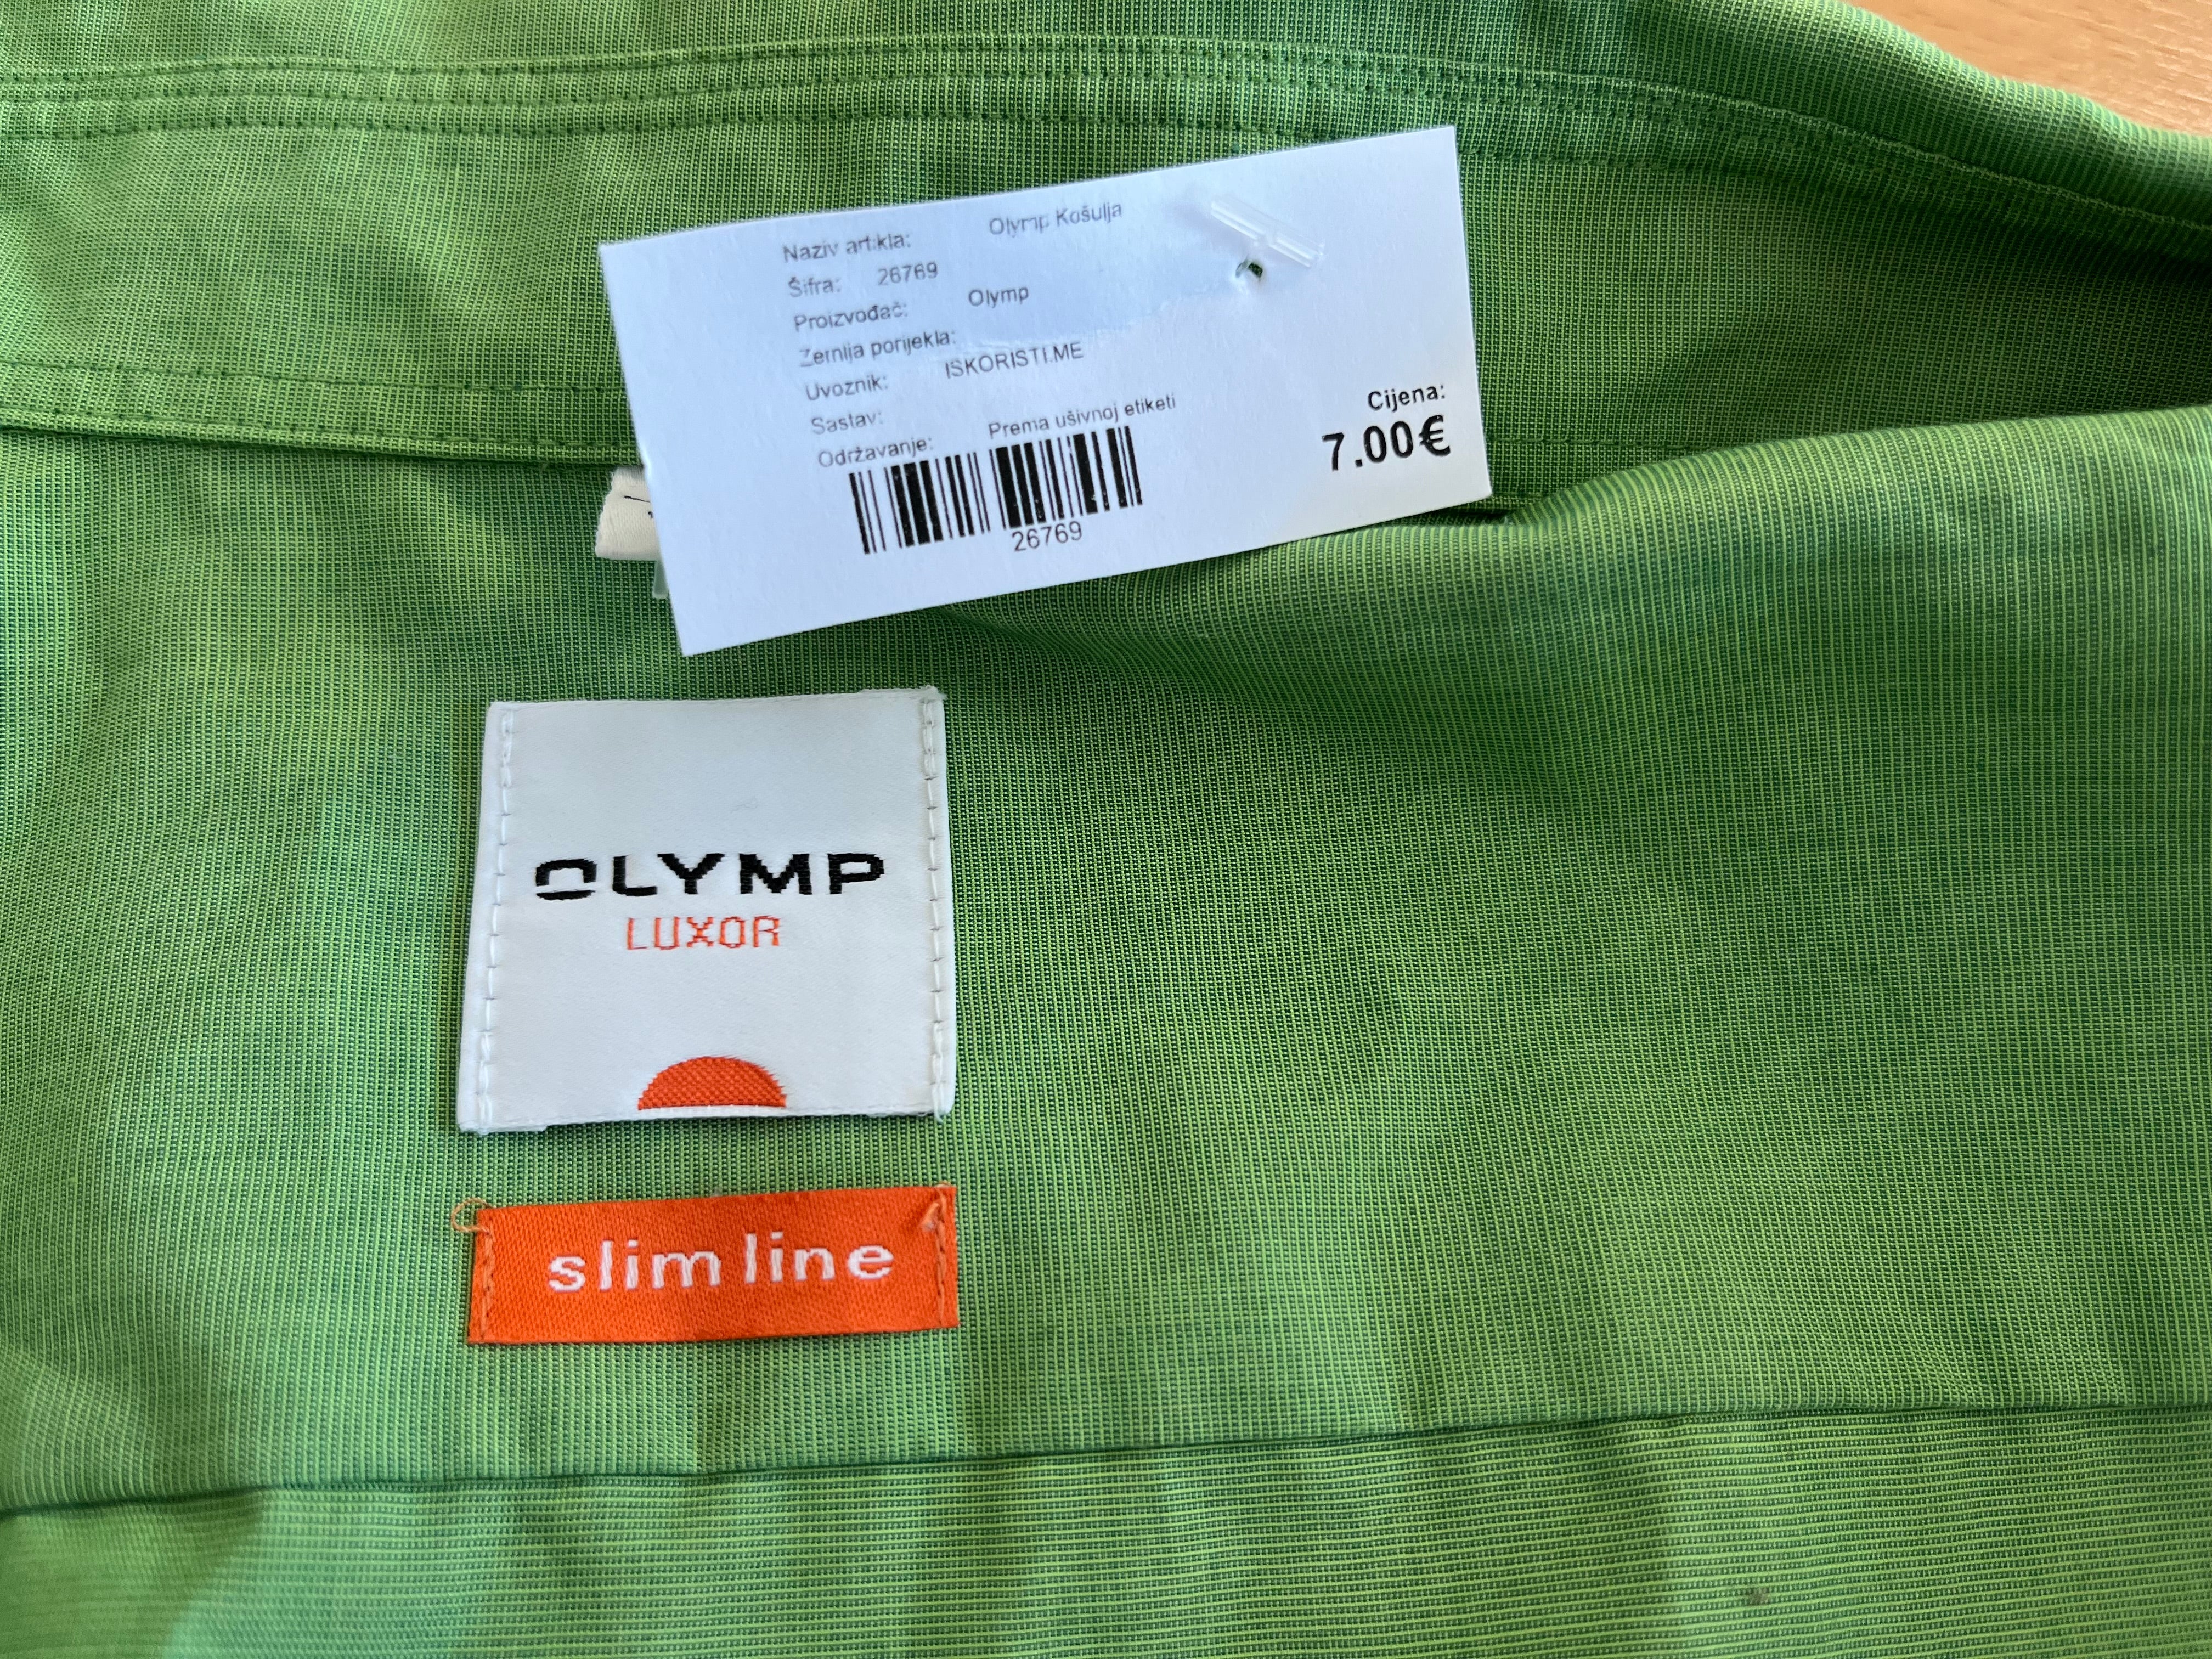 Naziv artikla: Olymp Košulja
Šifra: 26769
Proizvođač: Olymp
Zemlja porijekla:
Uvoznik: ISKORISTI.ME
Sastav:
Održavanje: Prema ušivnoj etiketi
Cijena:
7.00€
26769
OLYMP
LUXOR
slim line